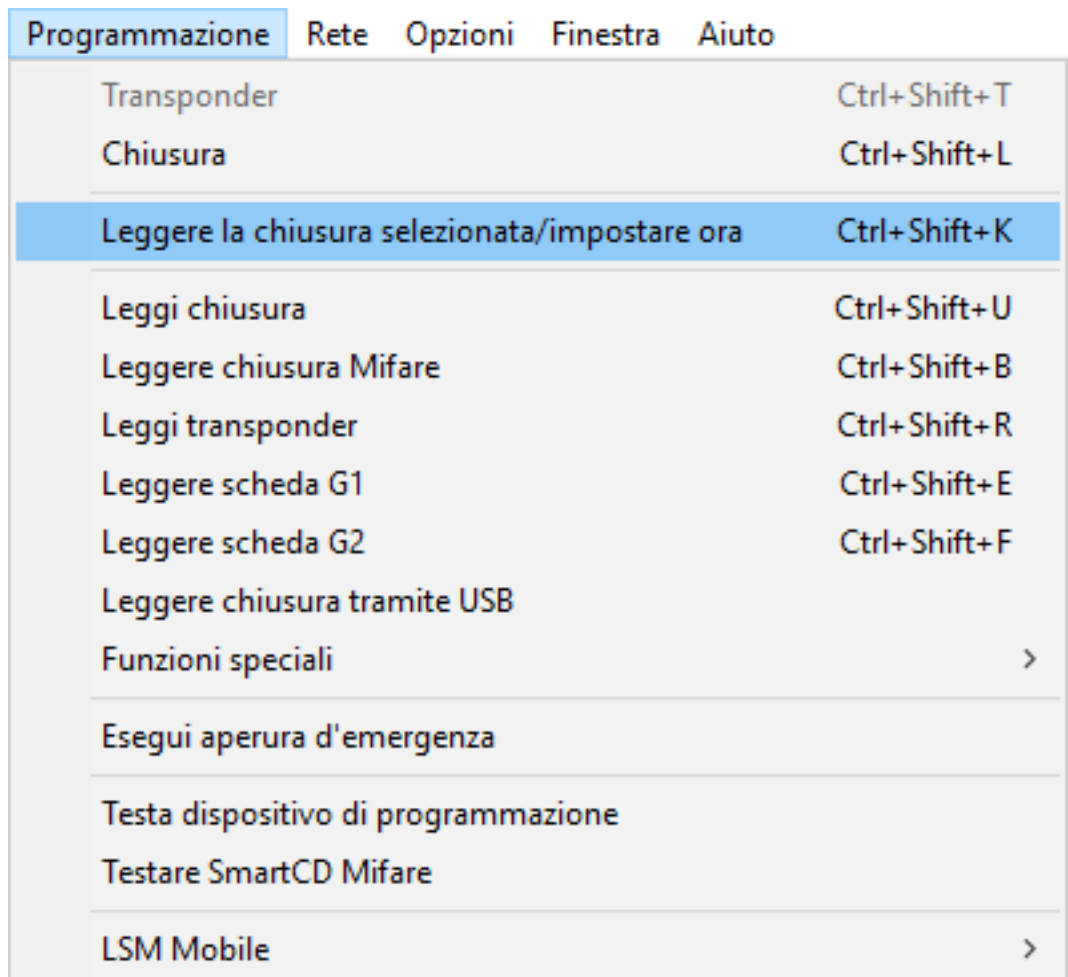 Programmazione Rete Opzioni Finestra Aiuto
Transponder Ctrl+Shift+T
Chiusura Ctrl+Shift+L
Leggere la chiusura selezionata/impostare ora Ctrl+Shift+K
Leggi chiusura Ctrl+Shift+U
Leggere chiusura Mifare Ctrl+Shift+B
Leggi transponder Ctrl+Shift+R
Leggere scheda G1 Ctrl+Shift+E
Leggere scheda G2 Ctrl+Shift+F
Leggere chiusura tramite USB
Funzioni speciali
Esegui aperura d'emergenza
Testa dispositivo di programmazione
Testare SmartCD Mifare
LSM Mobile